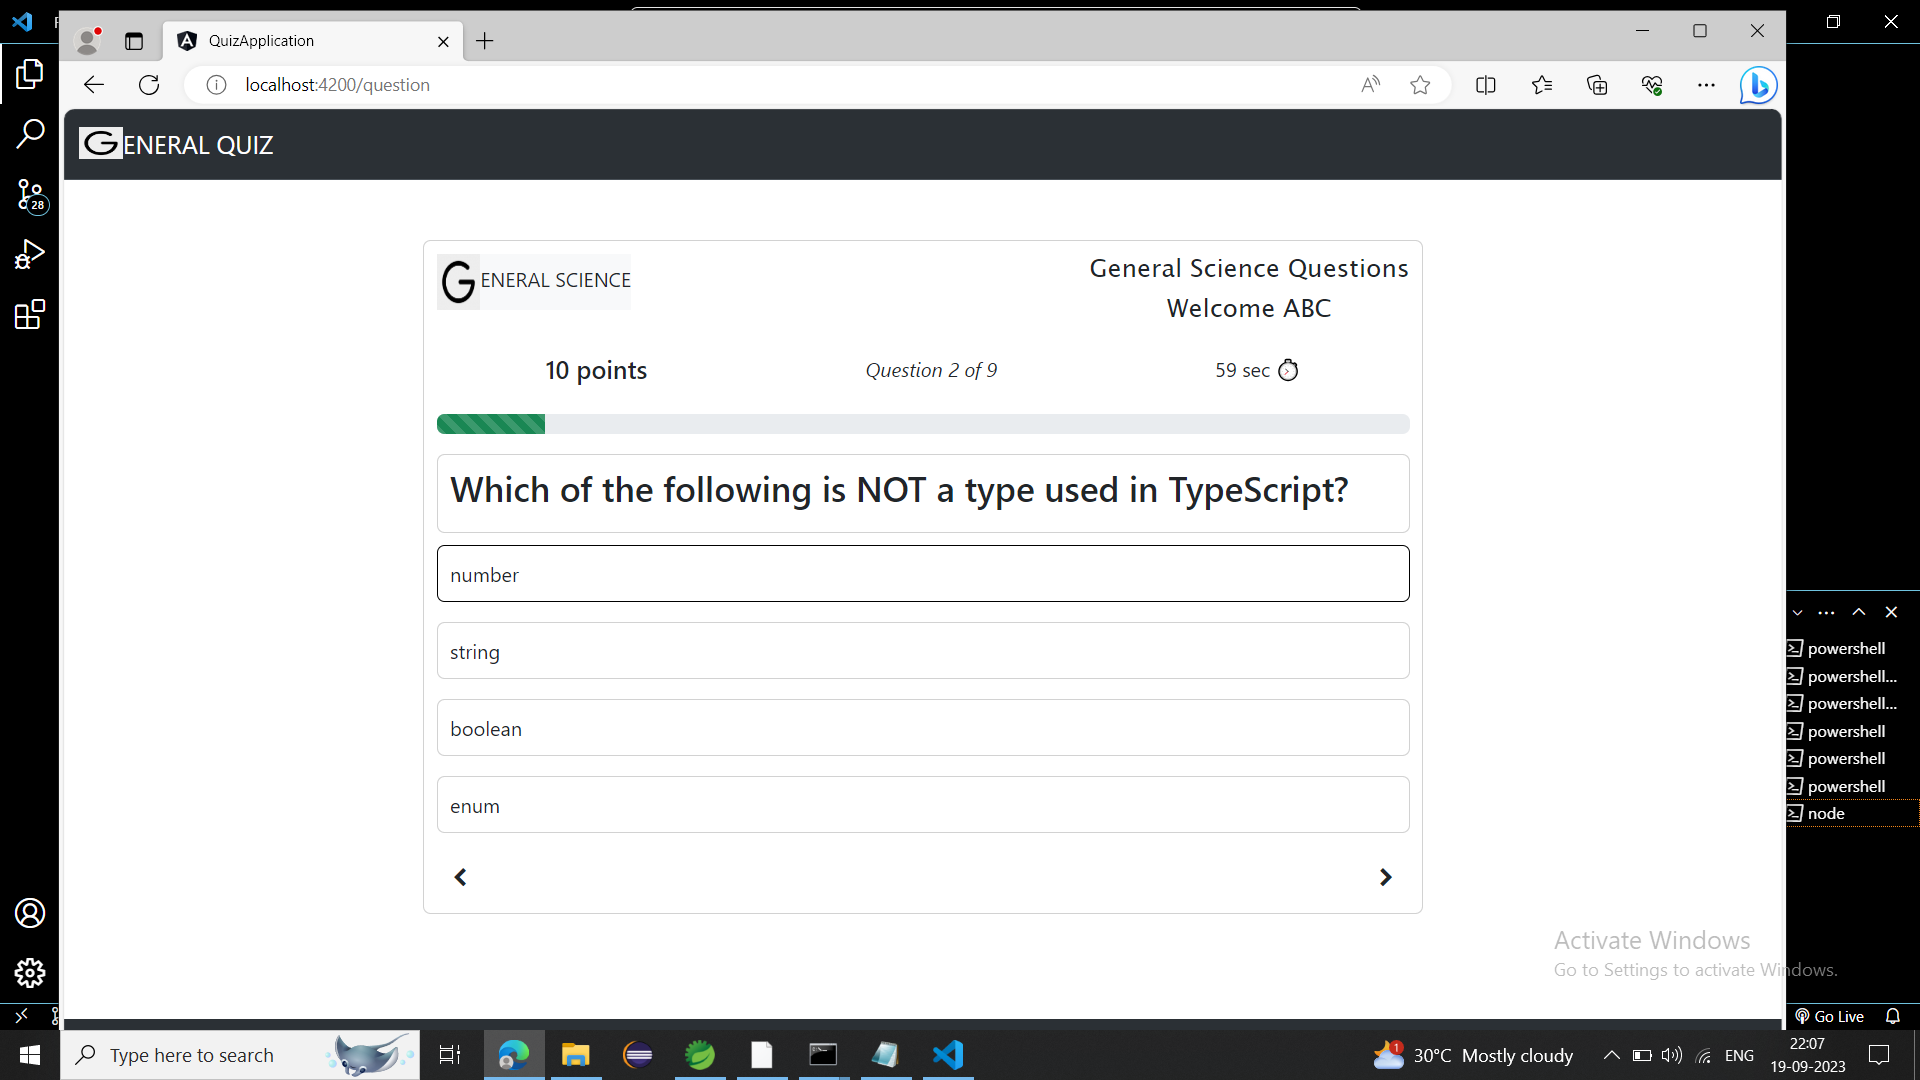 QuizApplication
localhost:4200/question
GENERAL QUIZ
GENERAL SCIENCE
General Science Questions
Welcome ABC
10 points
Question 2 of 9
59 sec
Which of the following is NOT a type used in TypeScript?
number
string
boolean
enum
28
powershell
powershell...
powershell...
powershell
powershell
powershell
node
Activate Windows
Go to Settings to activate Windows.
Go Live
Type here to search
1
30°C Mostly cloudy
ENG
22:07
19-09-2023